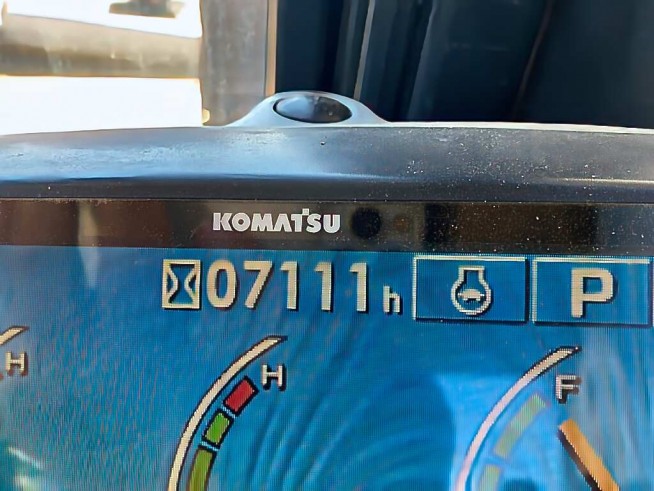 KOMATSU
07111h P
H H F